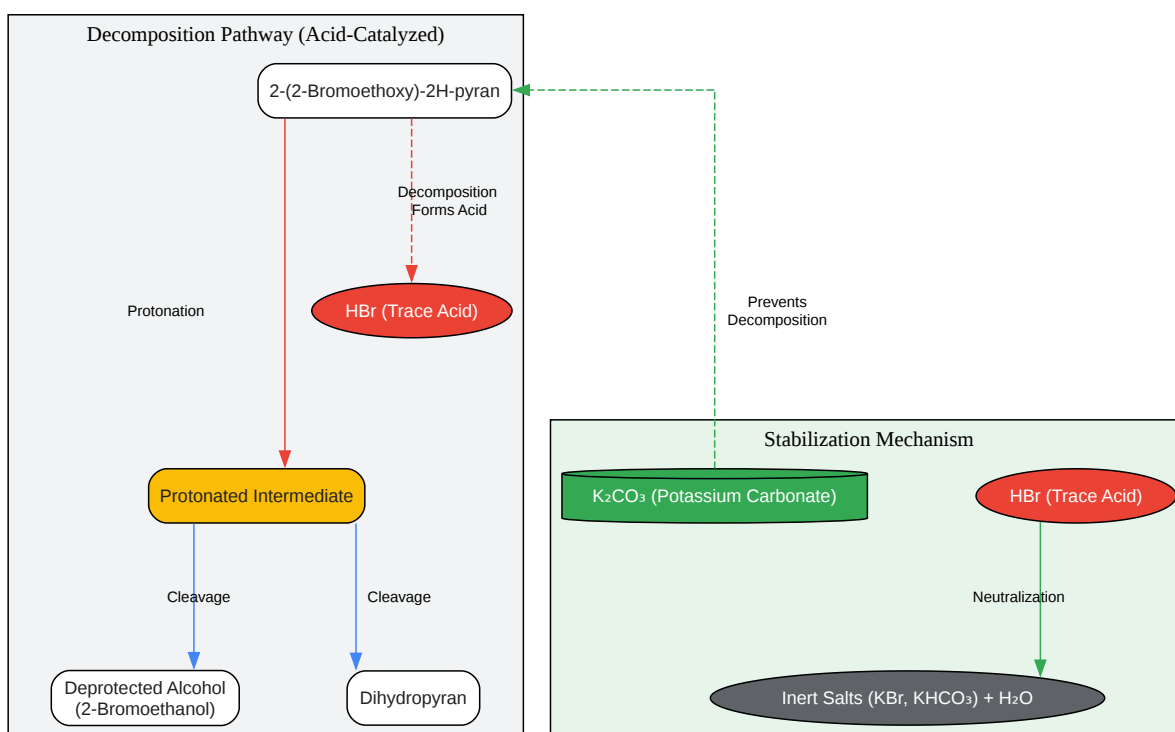 Decomposition Pathway (Acid-Catalyzed)
2-(2-Bromoethoxy)-2H-pyran
Decomposition
Forms Acid
Protonation
HBr (Trace Acid)
Prevents
Decomposition
Protonated Intermediate
Cleavage
Cleavage
Deprotected Alcohol
(2-Bromoethanol)
Dihydropyran
Stabilization Mechanism
K₂CO₃ (Potassium Carbonate)
HBr (Trace Acid)
Neutralization
Inert Salts (KBr, KHCO₃) + H₂O